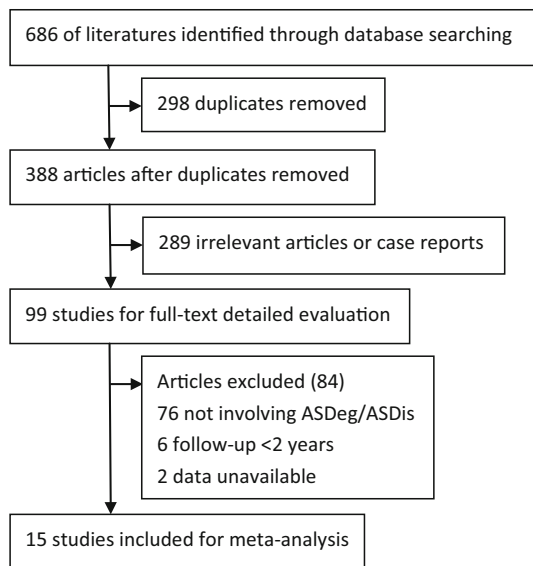 686 of literatures identified through database searching
298 duplicates removed
388 articles after duplicates removed
289 irrelevant articles or case reports
99 studies for full-text detailed evaluation
Articles excluded (84)
76 not involving ASDeg/ASDis
6 follow-up <2 years
2 data unavailable
15 studies included for meta-analysis